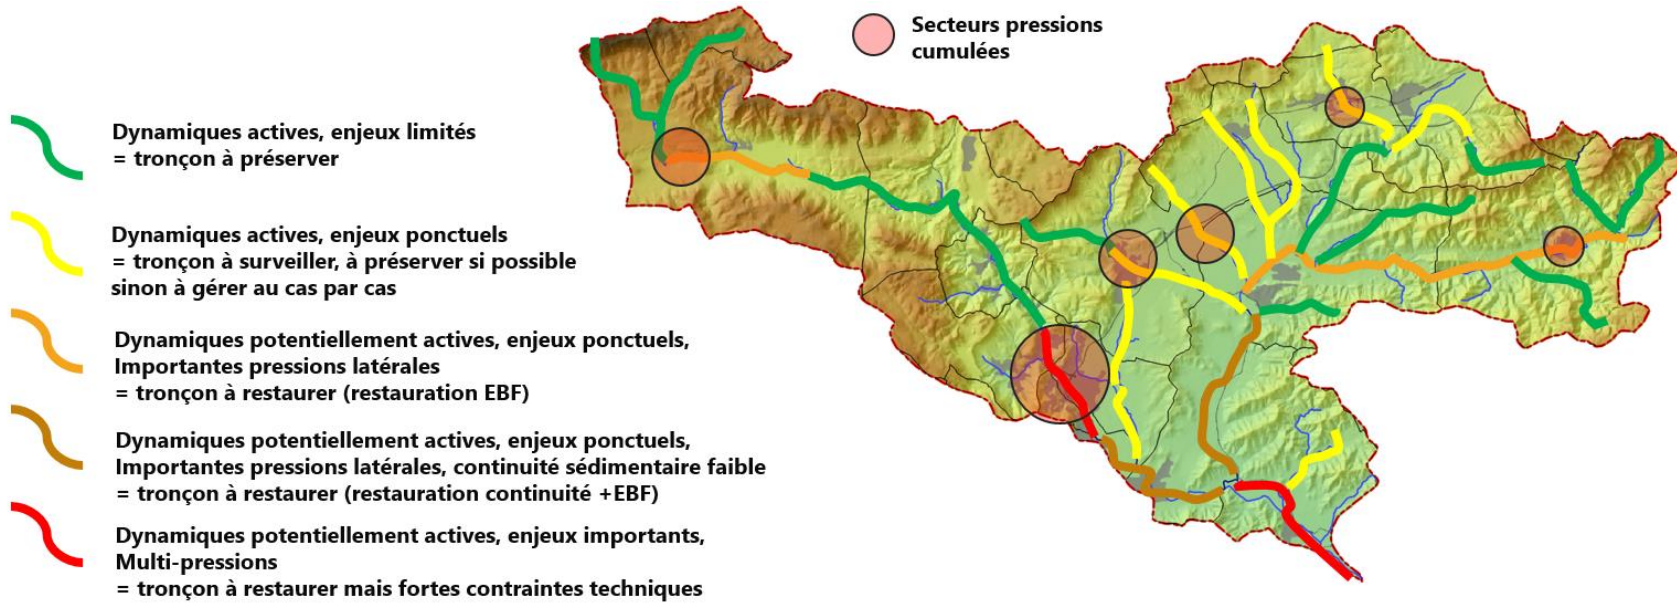 Secteurs pressions
cumulées
Dynamiques actives, enjeux limités
= tronçon à préserver
Dynamiques actives, enjeux ponctuels
= tronçon à surveiller, à préserver si possible
sinon à gérer au cas par cas
Dynamiques potentiellement actives, enjeux ponctuels,
Importantes pressions latérales
= tronçon à restaurer (restauration EBF)
Dynamiques potentiellement actives, enjeux ponctuels,
Importantes pressions latérales, continuité sédimentaire faible
= tronçon à restaurer (restauration continuité +EBF)
Dynamiques potentiellement actives, enjeux importants,
Multi-pressions
= tronçon à restaurer mais fortes contraintes techniques